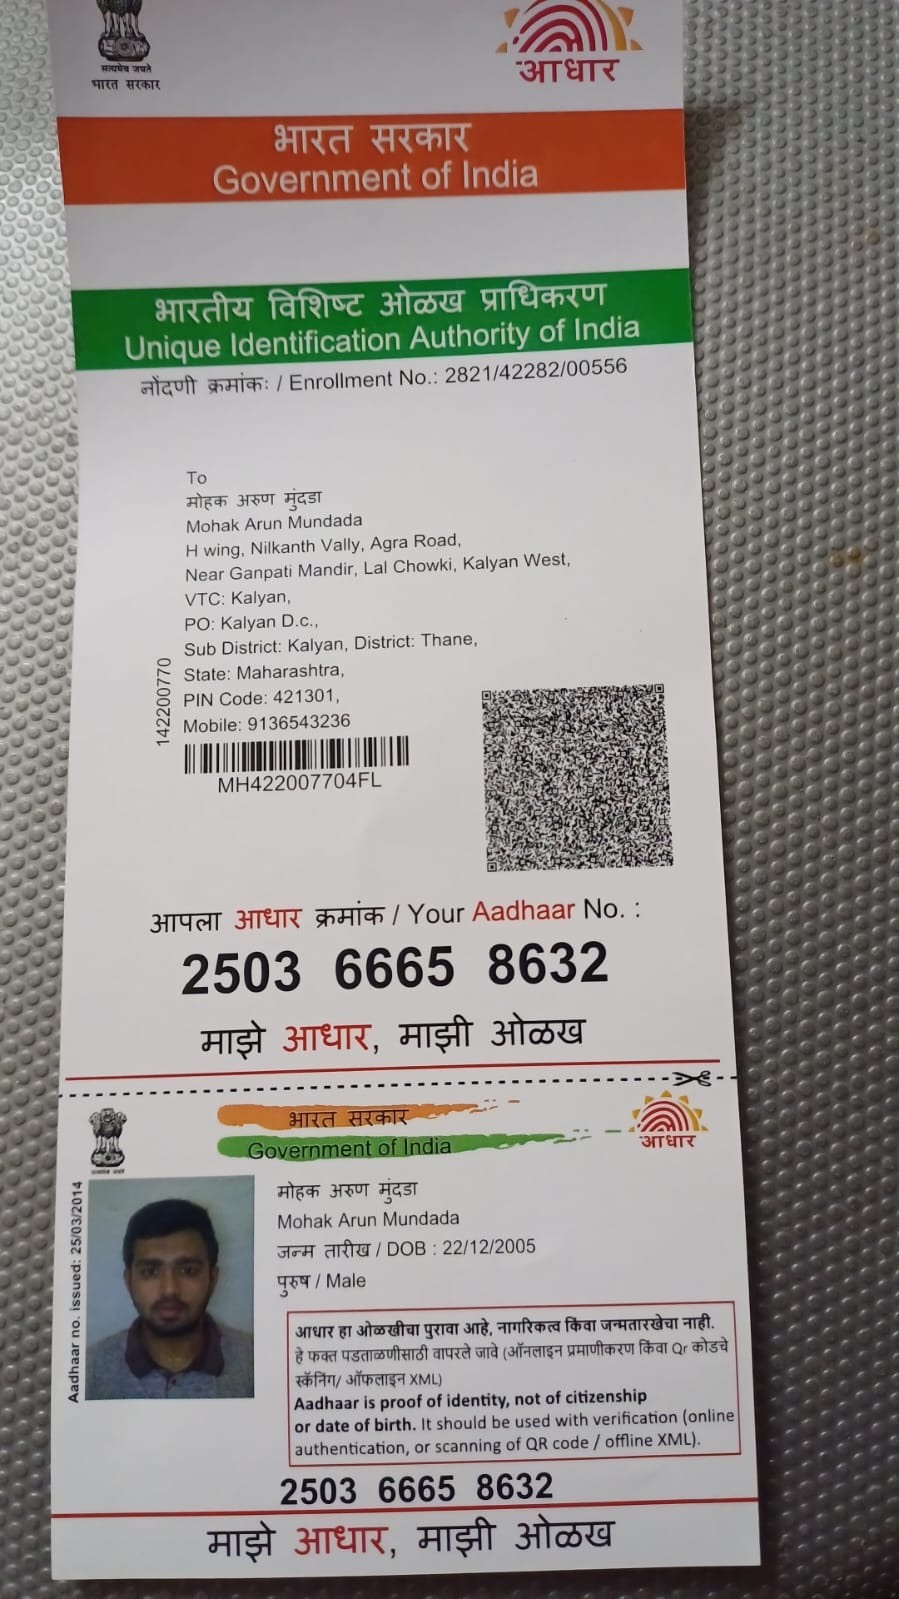 सत्यमेव जयते
भारत सरकार
आधार
भारत सरकार
Government of India
भारतीय विशिष्ट ओळख प्राधिकरण
Unique Identification Authority of India
नोंदणी क्रमांक: / Enrollment No.: 2821/42282/00556
To
मोहक अरुण मुंदडा
Mohak Arun Mundada
H wing, Nilkanth Vally, Agra Road,
Near Ganpati Mandir, Lal Chowki, Kalyan West,
VTC: Kalyan,
PO: Kalyan D.c.,
Sub District: Kalyan, District: Thane,
State: Maharashtra,
PIN Code: 421301,
Mobile: 9136543236
142200770
MH422007704FL
आपला आधार क्रमांक / Your Aadhaar No. :
2503 6665 8632
माझे आधार, माझी ओळख
भारत सरकार
Government of India
आधार
Aadhaar no. issued: 25/03/2014
मोहक अरुण मुंदडा
Mohak Arun Mundada
जन्म तारीख / DOB : 22/12/2005
पुरुष / Male
आधार हा ओळखीचा पुरावा आहे, नागरिकत्व किंवा जन्मतारखेचा नाही.
हे फक्त पडताळणीसाठी वापरले जावे (ऑनलाइन प्रमाणीकरण किंवा Qr कोडचे
स्कॅनिंग/ ऑफलाइन XML)
Aadhaar is proof of identity, not of citizenship
or date of birth. It should be used with verification (online
authentication, or scanning of QR code / offline XML).
2503 6665 8632
माझे आधार, माझी ओळख